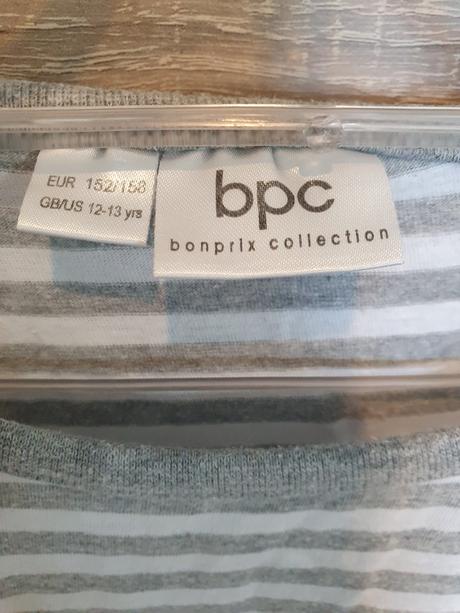 EUR 152/158
GB/US 12-13 yrs
bpc
bonprix collection